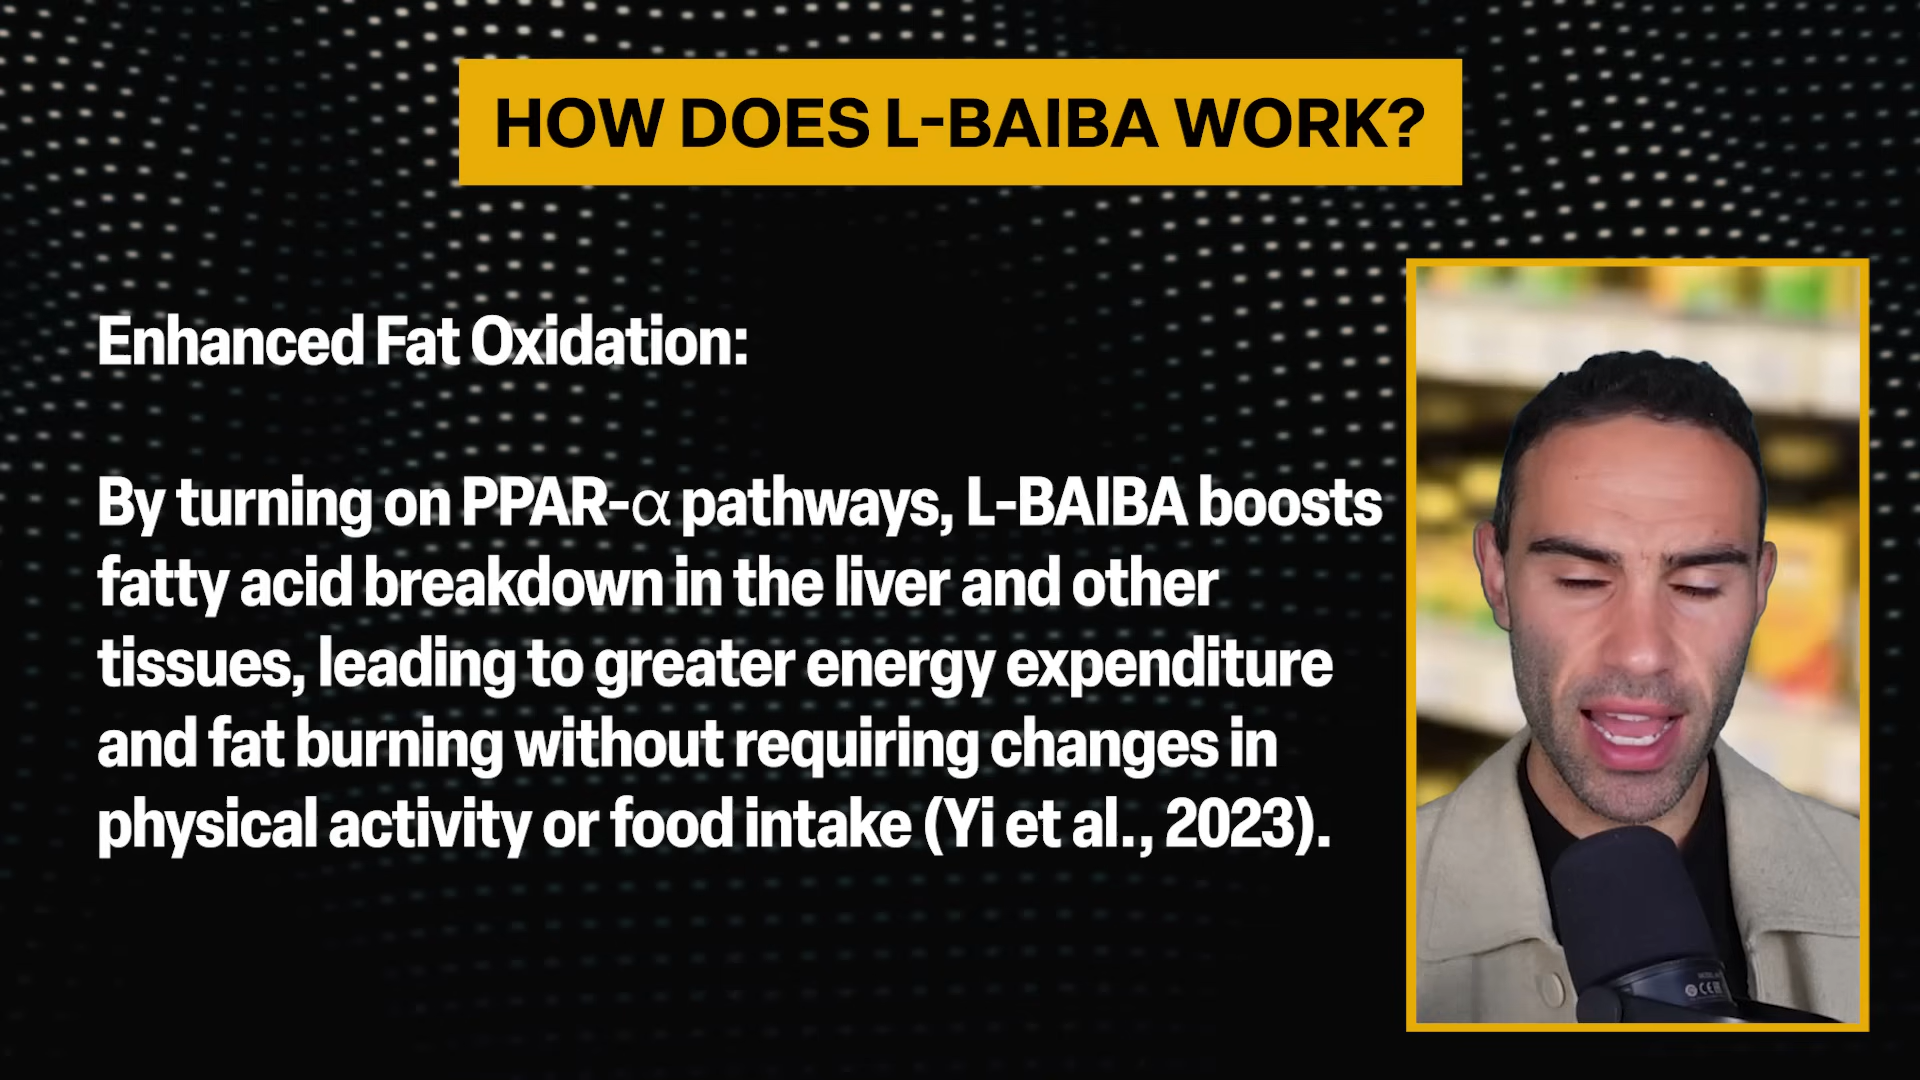 HOW DOES L-BAIBA WORK?
Enhanced Fat Oxidation:
By turning on PPAR-α pathways, L-BAIBA boosts
fatty acid breakdown in the liver and other
tissues, leading to greater energy expenditure
and fat burning without requiring changes in
physical activity or food intake (Yi et al., 2023).